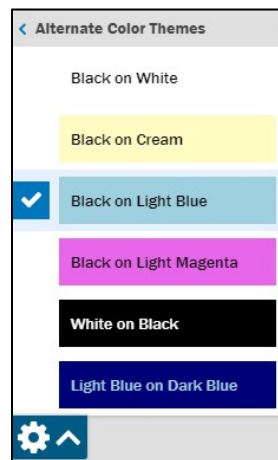 Alternate Color Themes
Black on White
Black on Cream
Black on Light Blue
Black on Light Magenta
White on Black
Light Blue on Dark Blue